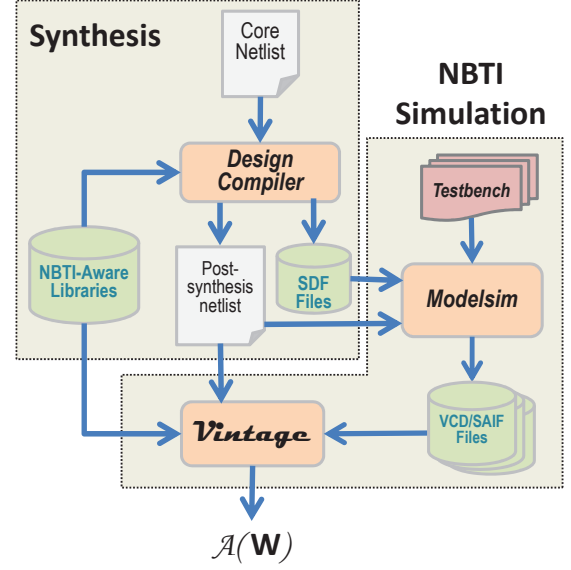 Synthesis
Core
Netlist
NBTI
Simulation
Design
Compiler
Testbench
NBTI-Aware
Libraries
Post-
synthesis
netlist
SDF
Files
Modelsim
Vintage
VCD/SAIF
Files
A(W)